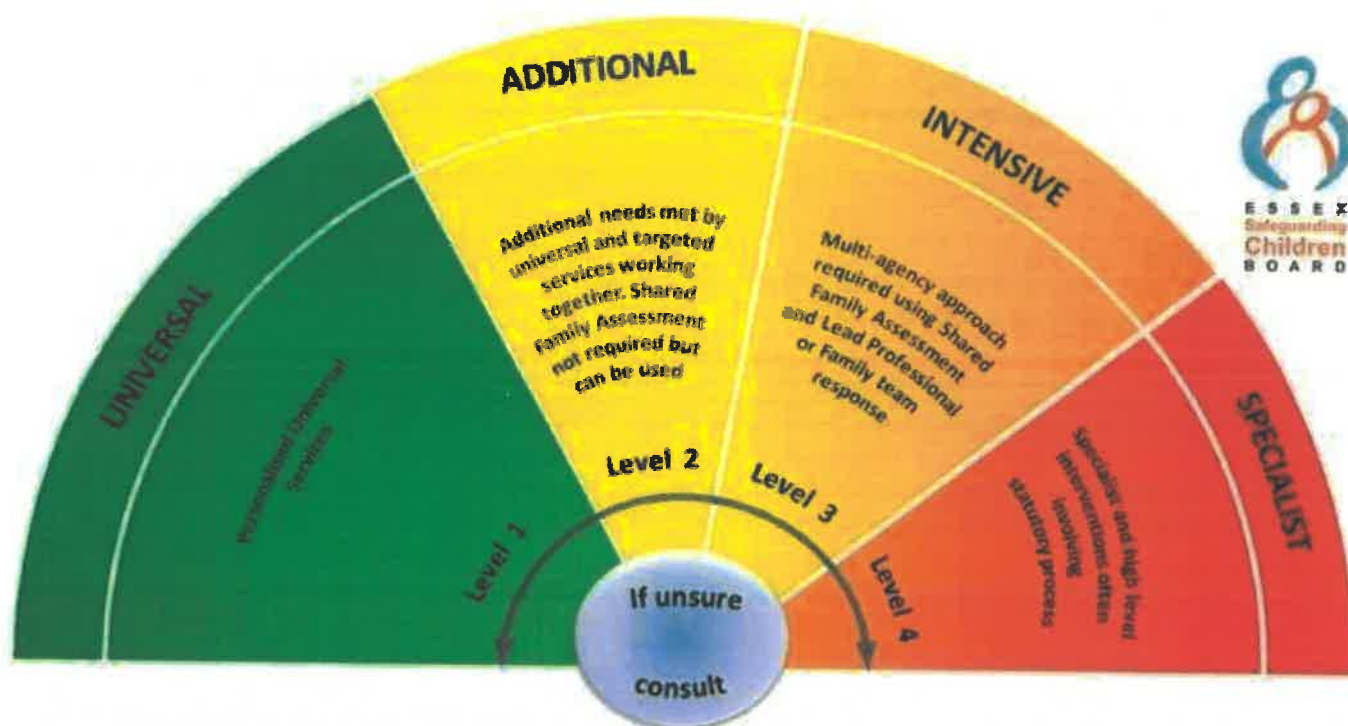 UNIVERSAL
Personalised Universal
Services
Level 1
ADDITIONAL
Additional needs met by
universal and targeted
services working
together. Shared
Family Assessment
not required but
can be used
Level 2
INTENSIVE
Multi-agency approach
required using Shared
Family Assessment
and Lead Professional
or Family team
response
Level 3
SPECIALIST
Specialist and high level
interventions often
involving
statutory process
Level 4
If unsure
consult
ESSEX
Safeguarding
Children
BOARD